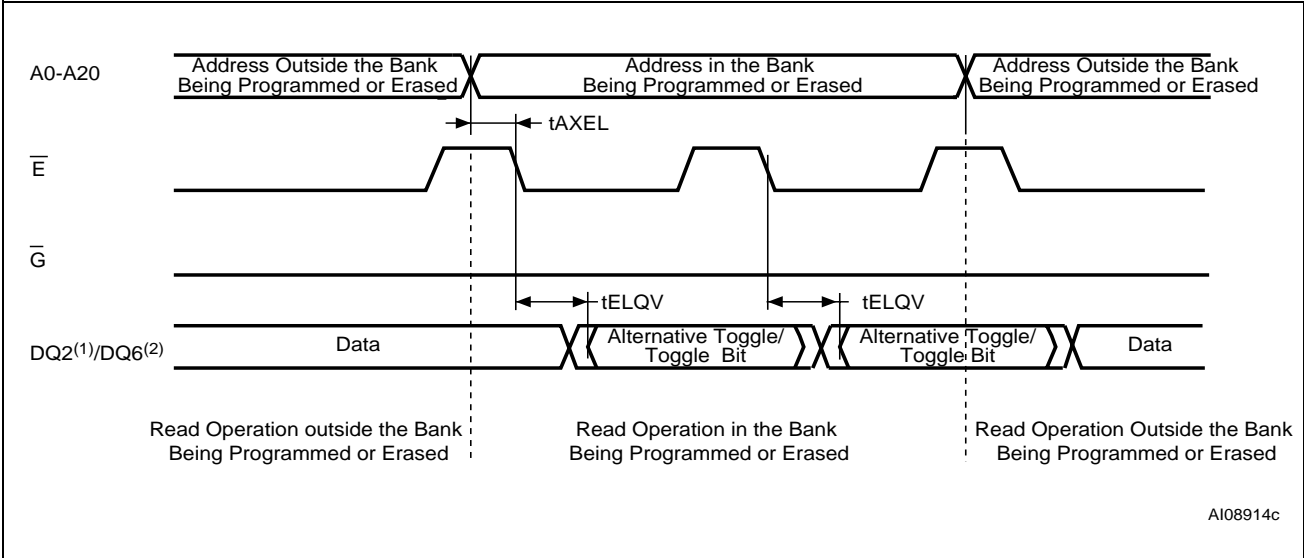 A0-A20
Address Outside the Bank
Being Programmed or Erased
Address in the Bank
Being Programmed or Erased
Address Outside the Bank
Being Programmed or Erased
tAXEL
E
G
tELQV
tELQV
DQ2(1)/DQ6(2)
Data
Alternative Toggle/
Toggle Bit
Alternative Toggle/
Toggle Bit
Data
Read Operation outside the Bank
Being Programmed or Erased
Read Operation in the Bank
Being Programmed or Erased
Read Operation Outside the Bank
Being Programmed or Erased
AI08914c